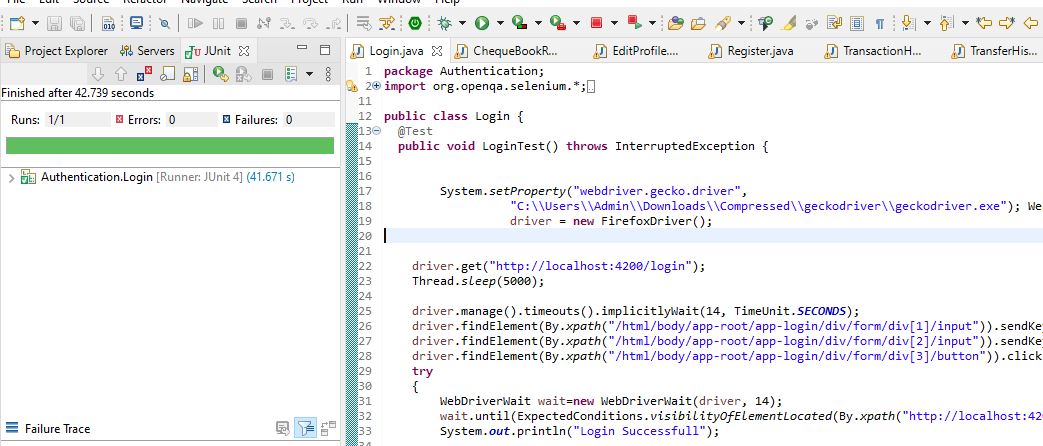 File Edit Source Refactor Navigate Search Project Run Window Help
Project Explorer Servers JUnit
Finished after 42.739 seconds
Runs: 1/1 Errors: 0 Failures: 0
Authentication.Login [Runner: JUnit 4] (41.671 s)
Failure Trace
Login.java ChequeBookR... EditProfile.... Register.java TransactionH... TransferHis...
1 package Authentication;
2 import org.openqa.selenium.*;
11
12 public class Login {
13 @Test
14 public void LoginTest() throws InterruptedException {
15
16
17 System.setProperty("webdriver.gecko.driver",
18 "C:\\Users\\Admin\\Downloads\\Compressed\\geckodriver\\geckodriver.exe"); We
19 driver = new FirefoxDriver();
20
21
22 driver.get("http://localhost:4200/login");
23 Thread.sleep(5000);
24
25 driver.manage().timeouts().implicitlyWait(14, TimeUnit.SECONDS);
26 driver.findElement(By.xpath("/html/body/app-root/app-login/div/form/div[1]/input")).sendKe
27 driver.findElement(By.xpath("/html/body/app-root/app-login/div/form/div[2]/input")).sendKe
28 driver.findElement(By.xpath("/html/body/app-root/app-login/div/form/div[3]/button")).click
29 try
30 {
31 WebDriverWait wait=new WebDriverWait(driver, 14);
32 wait.until(ExpectedConditions.visibilityOfElementLocated(By.xpath("http://localhost:420
33 System.out.println("Login Successfull");